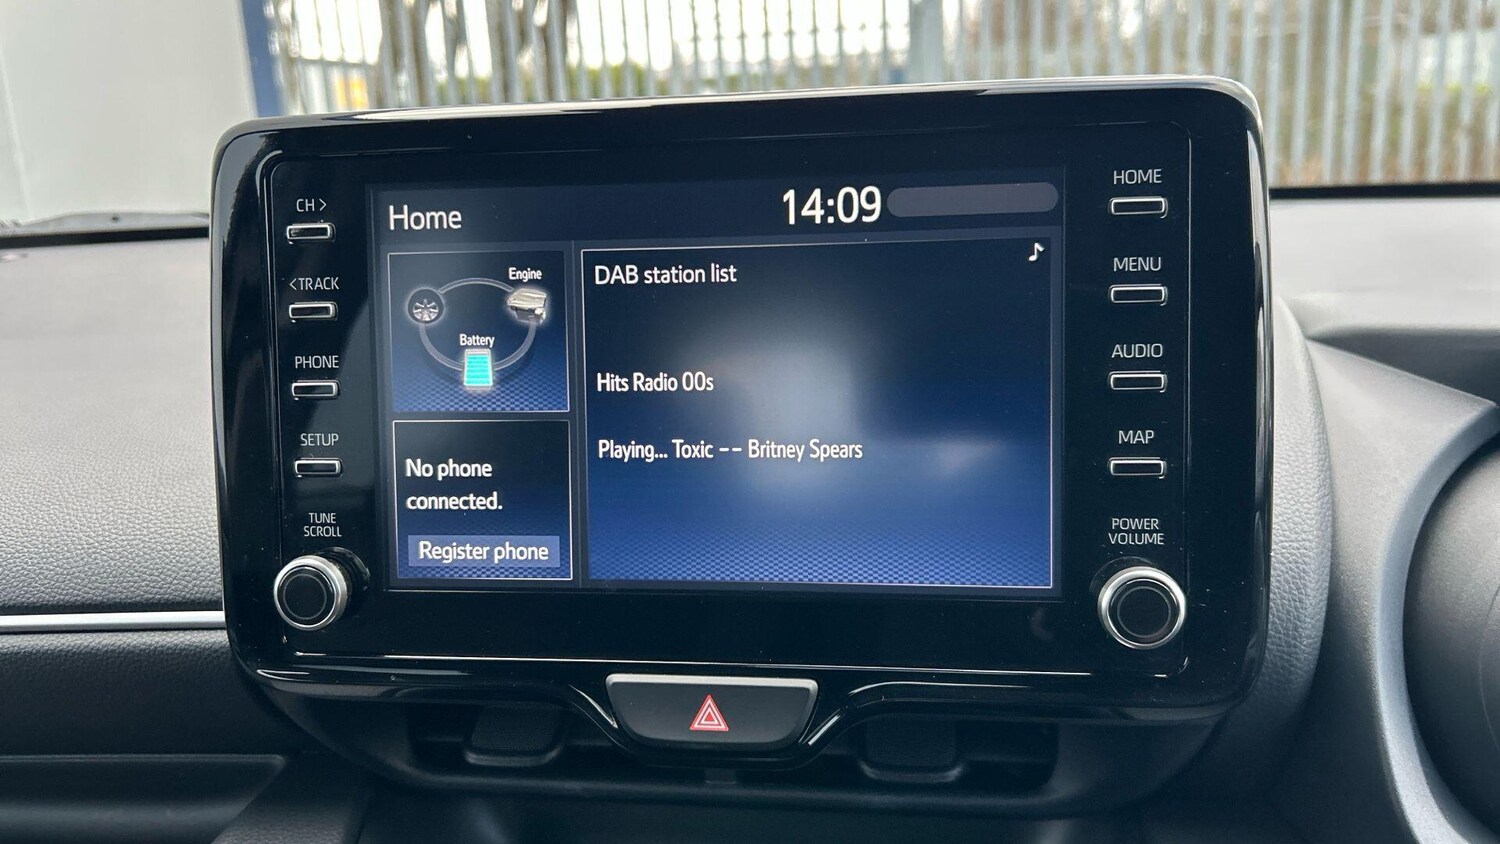 CH >
< TRACK
PHONE
SETUP
TUNE
SCROLL
Home
14:09
Engine
Battery
No phone
connected.
Register phone
DAB station list
Hits Radio 00s
Playing... Toxic -- Britney Spears
HOME
MENU
AUDIO
MAP
POWER
VOLUME